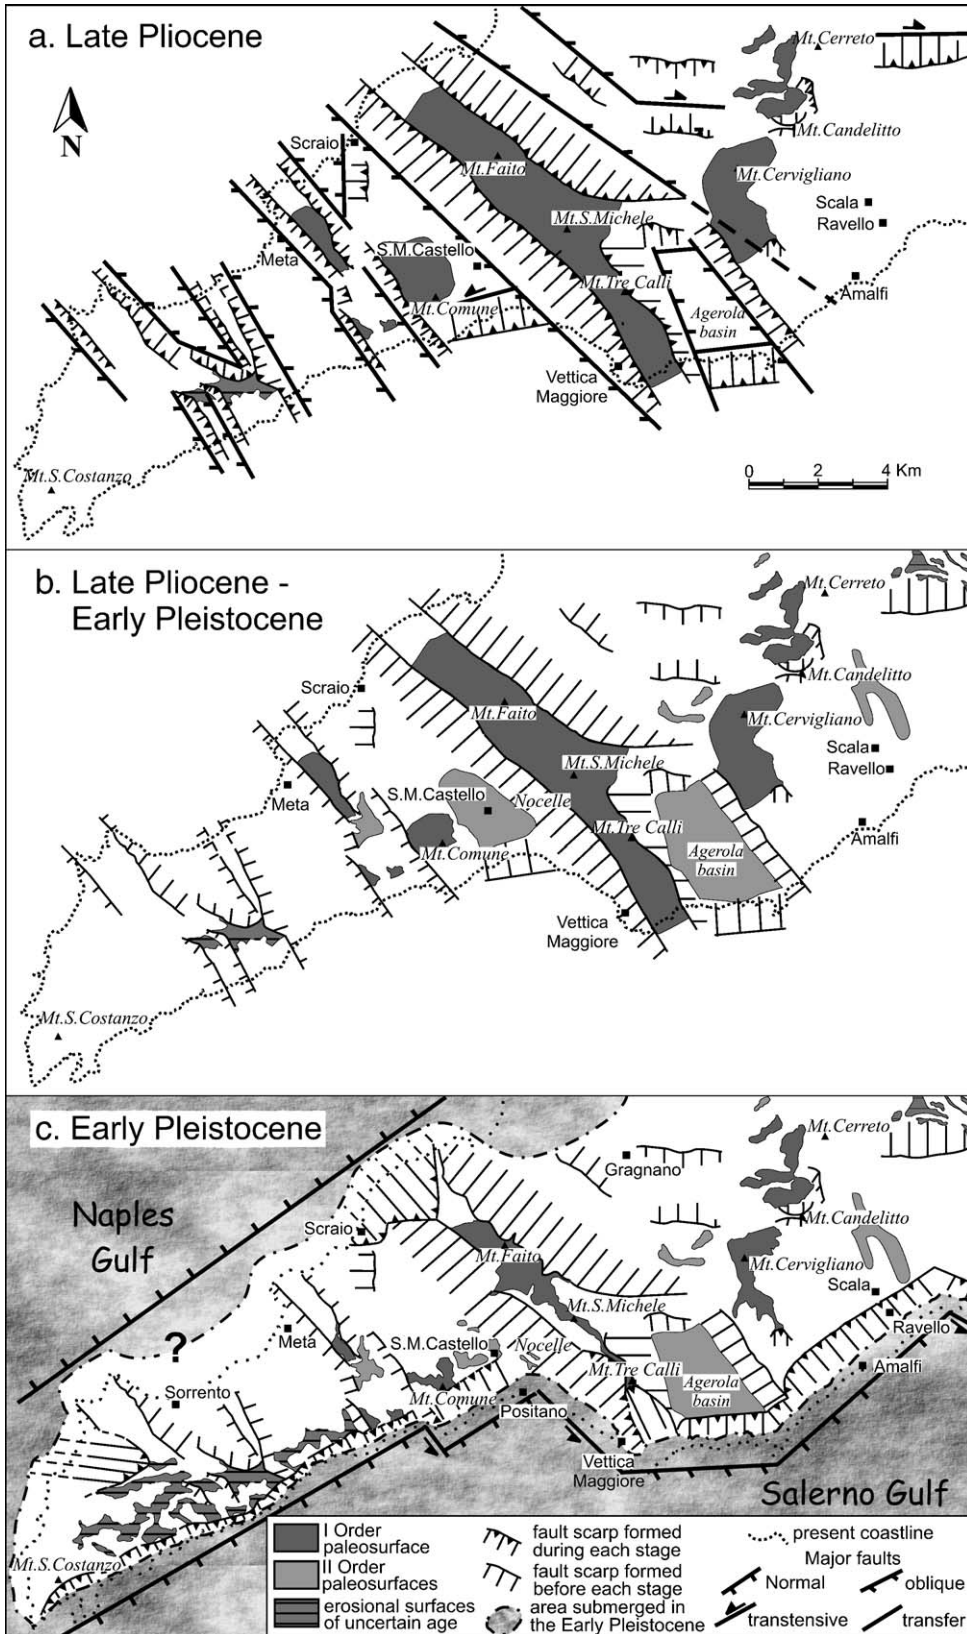 a. Late Pliocene
Mt.Cerreto
N
Scraio
Mt.Candelitto
Mt.Faito
Mt.Cervigliano
Scala
Ravello
Mt.S.Michele
Meta
S.M.Castello
Mt.Comune
Mt.Tre Calli
Amalfi
Agerola
basin
Vettica
Maggiore
Mt.S.Costanzo
0 2 4 Km
b. Late Pliocene -
Early Pleistocene
Mt.Cerreto
Scraio
Mt.Candelitto
Mt.Faito
Mt.Cervigliano
Scala
Ravello
Mt.S.Michele
Meta
S.M.Castello
Nocelle
Mt.Tre Calli
Amalfi
Mt.Comune
Agerola
basin
Vettica
Maggiore
Mt.S.Costanzo
c. Early Pleistocene
Mt.Cerreto
Gragnano
Naples
Gulf
Scraio
Mt.Candelitto
Mt.Faito
Mt.Cervigliano
Scala
Mt.S.Michele
Ravello
?
Meta
S.M.Castello
Nocelle
Mt.Tre Calli
Amalfi
Sorrento
Mt.Comune
Agerola
basin
Positano
Vettica
Maggiore
Salerno Gulf
Mt.S.Costanzo
I Order
paleosurface
II Order
paleosurfaces
erosional surfaces
of uncertain age
fault scarp formed
during each stage
fault scarp formed
before each stage
area submerged in
the Early Pleistocene
present coastline
Major faults
Normal
oblique
transtensive
transfer